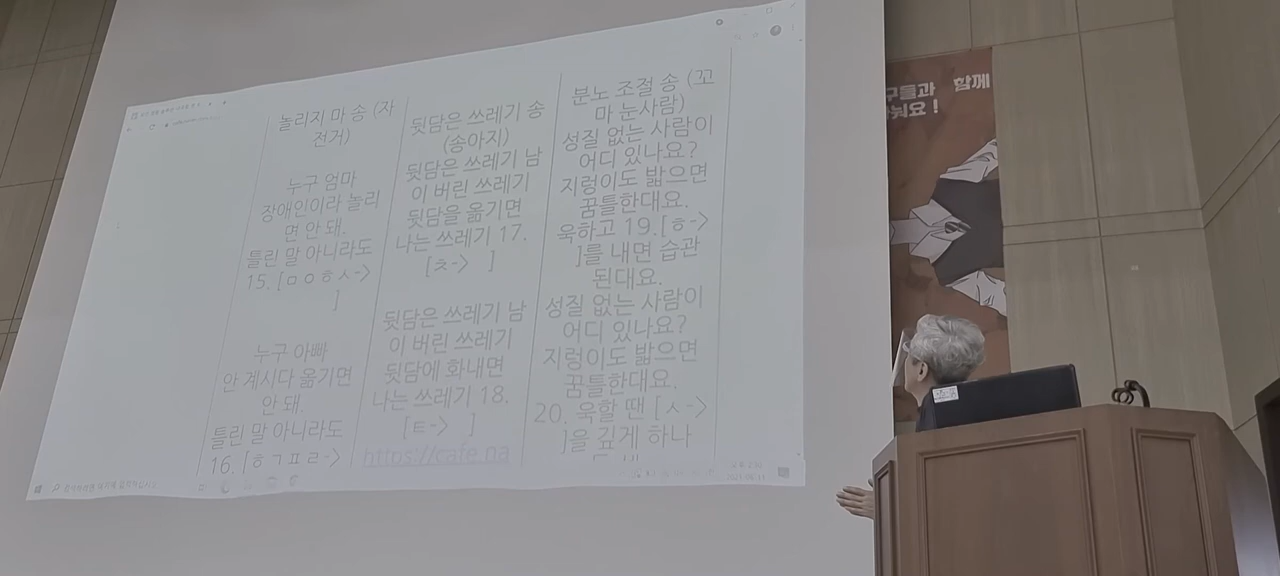 놀리지 마 송 (자
전거)
누구 엄마
장애인이라 놀리
면 안 돼.
틀린 말 아니라도
15. [ㅁㅇㅎㅅ->
]
누구 아빠
안 계시다 옮기면
안 돼.
틀린 말 아니라도
16. [ㅎㄱㅍㄹ->
뒷담은 쓰레기 송
(송아지)
뒷담은 쓰레기 남
이 버린 쓰레기
뒷담을 옮기면
나는 쓰레기 17.
[ㅊ-> ]
뒷담은 쓰레기 남
이 버린 쓰레기
뒷담에 화내면
나는 쓰레기 18.
[ㅌ-> ]
https://cafe.na
분노 조절 송 (꼬
마 눈사람)
성질 없는 사람이
어디 있나요?
지렁이도 밟으면
꿈틀한대요.
욱하고 19.[ㅎ->
]를 내면 습관
된대요.
성질 없는 사람이
어디 있나요?
지렁이도 밟으면
꿈틀한대요.
20. 욱할 땐 [ㅅ->
]을 깊게 하나
구들과 함께
눠요!